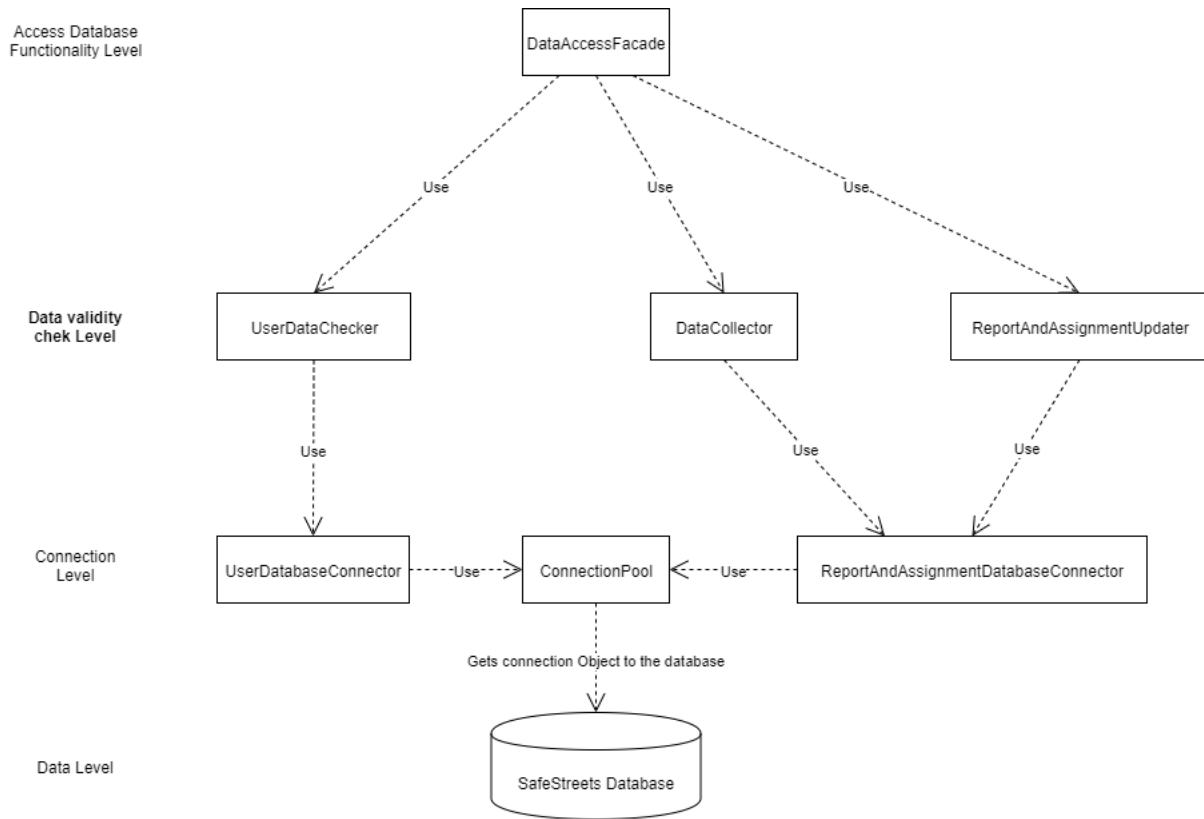 Access Database
Functionality Level
DataAccessFacade
Use
Use
Use
Data validity
chek Level
UserDataChecker
DataCollector
ReportAndAssignmentUpdater
Use
Use
Use
Connection
Level
UserDatabaseConnector
Use
ConnectionPool
Use
ReportAndAssignmentDatabaseConnector
Gets connection Object to the database
Data Level
SafeStreets Database